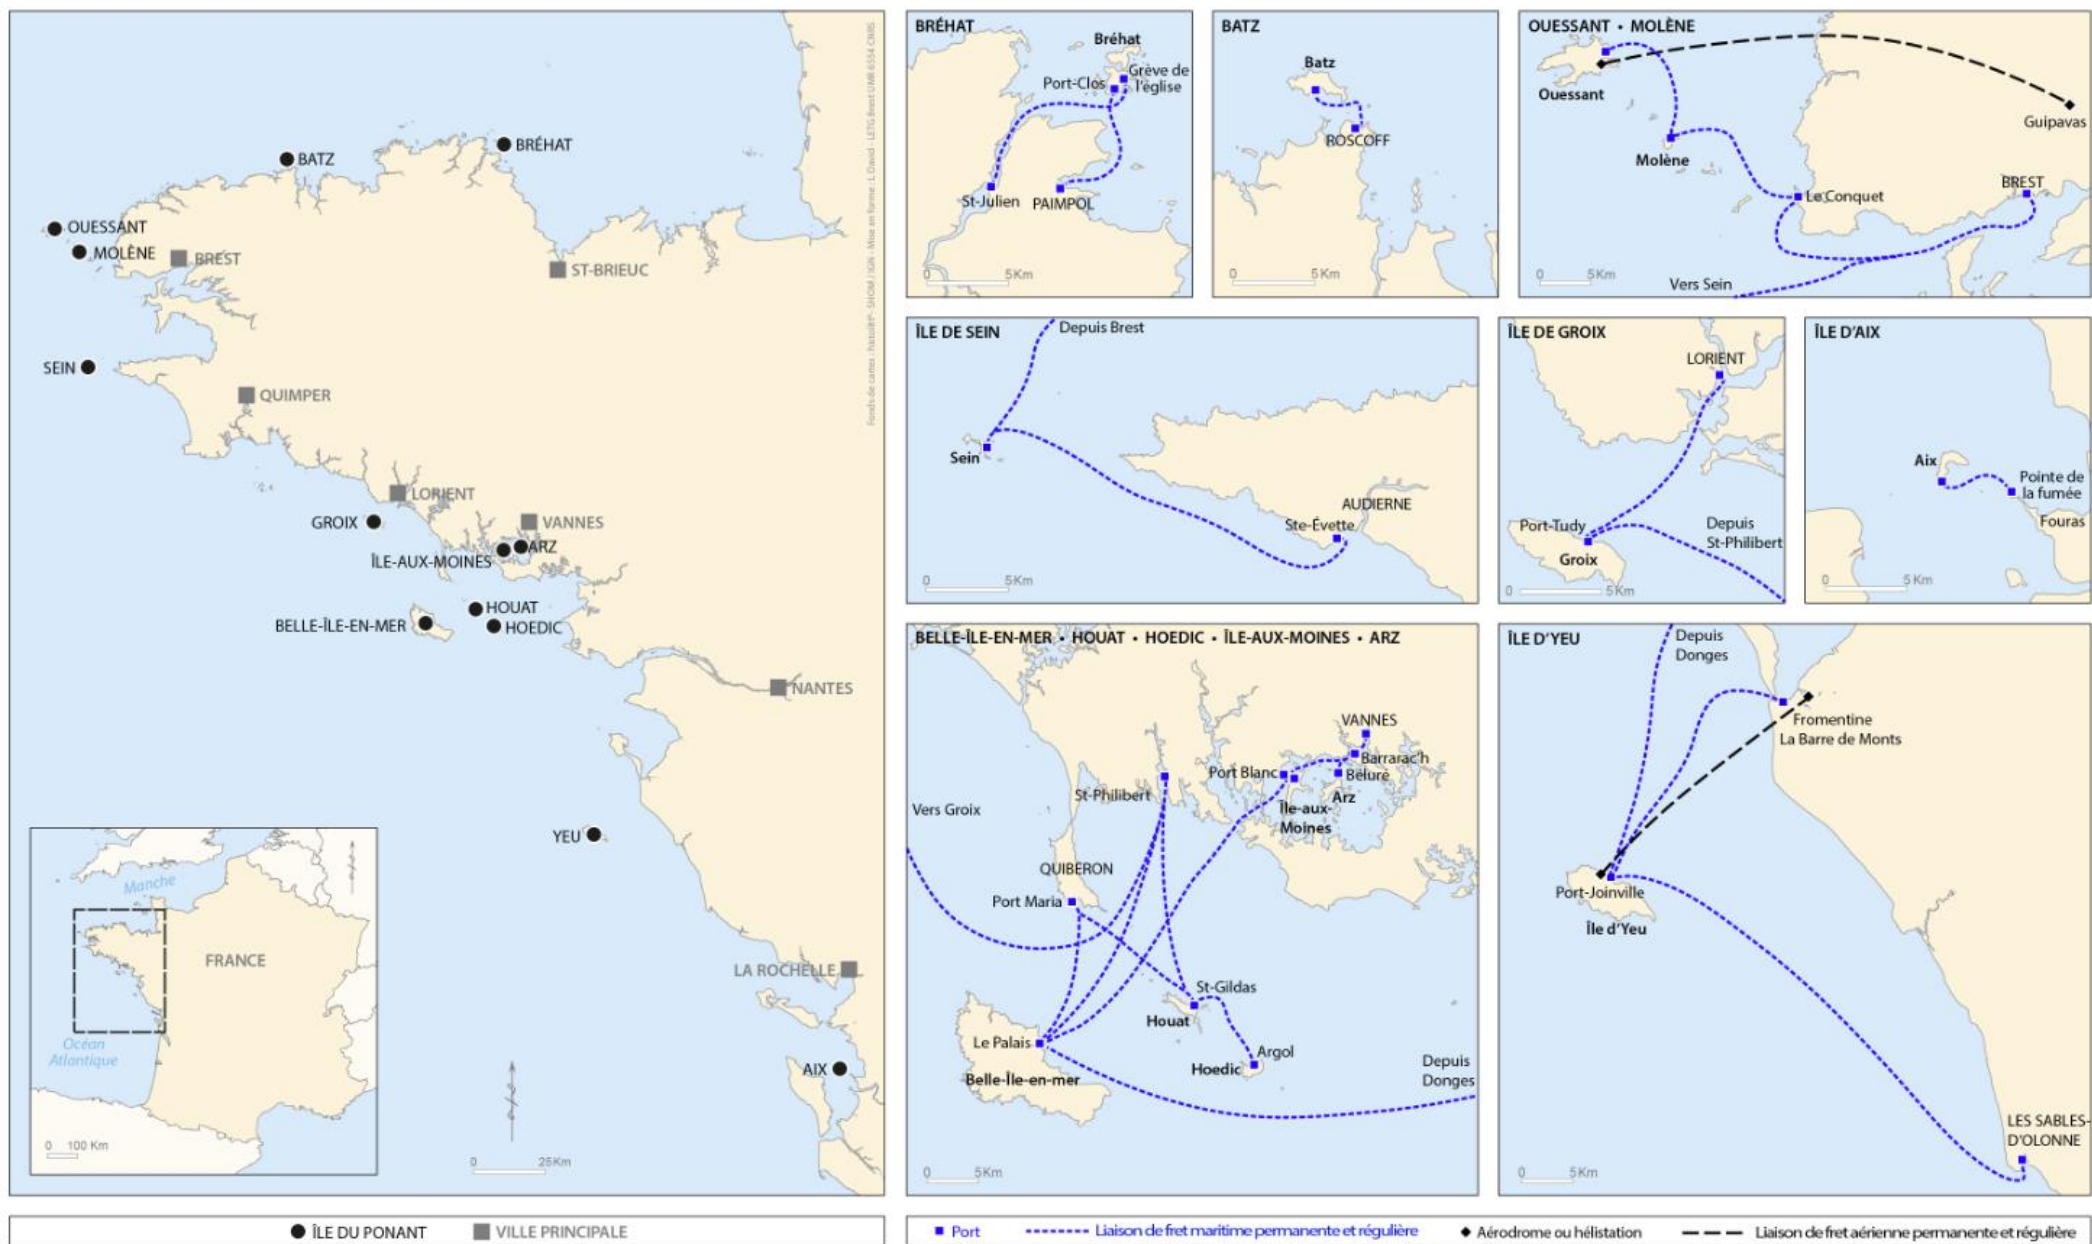 BRÉHAT
BATZ
OUESSANT
MOLÈNE
BREST
ST-BRIEUC
SEIN
QUIMPER
LORIENT
GROIX
VANNES
ARZ
ÎLE-AUX-MOINES
HOUAT
BELLE-ÎLE-EN-MER
HOEDIC
NANTES
YEU
LA ROCHELLE
AIX
0 25Km
Manche
FRANCE
Océan
Atlantique
0 100 Km
ÎLE DU PONANT
VILLE PRINCIPALE
BRÉHAT
Bréhat
Grève de
l'église
Port-Clos
St-Julien
PAIMPOL
0 5Km
BATZ
Batz
ROSCOFF
0 5Km
OUESSANT • MOLÈNE
Ouessant
Guipavas
Molène
BREST
Le Conquet
Vers Sein
0 5Km
ÎLE DE SEIN
Depuis Brest
Sein
AUDIERNE
Ste-Évette
0 5Km
ÎLE DE GROIX
LORIENT
Port-Tudy
Depuis
St-Philibert
Groix
0 5Km
ÎLE D'AIX
Aix
Pointe de
la fumée
Fouras
0 5Km
BELLE-ÎLE-EN-MER • HOUAT • HOEDIC • ÎLE-AUX-MOINES • ARZ
VANNES
Barrarac'h
Port Blanc
Béluré
St-Philibert
Arz
Île-aux-
Moines
Vers Groix
QUIBERON
Port Maria
St-Gildas
Houat
Le Palais
Argol
Hoedic
Depuis
Donges
Belle-Île-en-mer
0 5Km
ÎLE D'YEU
Depuis
Donges
Fromentine
La Barre de Monts
Port-Joinville
Île d'Yeu
LES SABLES-
D'OLONNE
0 5Km
Port
Liaison de fret maritime permanente et régulière
Aérodrome ou hélistation
Liaison de fret aérienne permanente et régulière